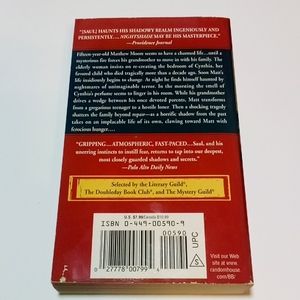 "[SAUL] HAUNTS HIS SHADOWY REALM INGENIOUSLY AND
PERSISTENTLY.... NIGHTSHADE MAY BE HIS MASTERPIECE."
—Providence Journal
Fifteen-year-old Matthew Moore seems to have a charmed life...until a
mysterious fire forces his grandmother to move in with his family. The
elderly woman insists on re-creating the bedroom of Cynthia, her
favored child who died tragically more than a decade ago. Soon Matt's
life insidiously begins to change. At night he finds himself haunted by
nightmares of unimaginable terror. In the morning the smell of
Cynthia's perfume seems to linger in his room. While his grandmother
drives a wedge between his once devoted parents, Matt transforms
from a gregarious teenager to a hostile loner. Then a shocking tragedy
shatters the family beyond repair—as a horrific shadow from the past
takes on an implacable life of its own, clawing toward Matt with
ferocious hunger....
"GRIPPING... ATMOSPHERIC, FAST-PACED... Saul, and his
unerring instincts to instill fear, returns to tap into our deepest,
most closely guarded shadows and secrets."
—Palo Alto Daily News
Selected by the Literary Guild®,
The Doubleday Book Club®, and The Mystery Guild®
U.S. $7.99
ISBN 0-449-00590-9
00590
UPC
0 27778 00799
Visit our Web
site at www.
randomhouse.
com/BB/